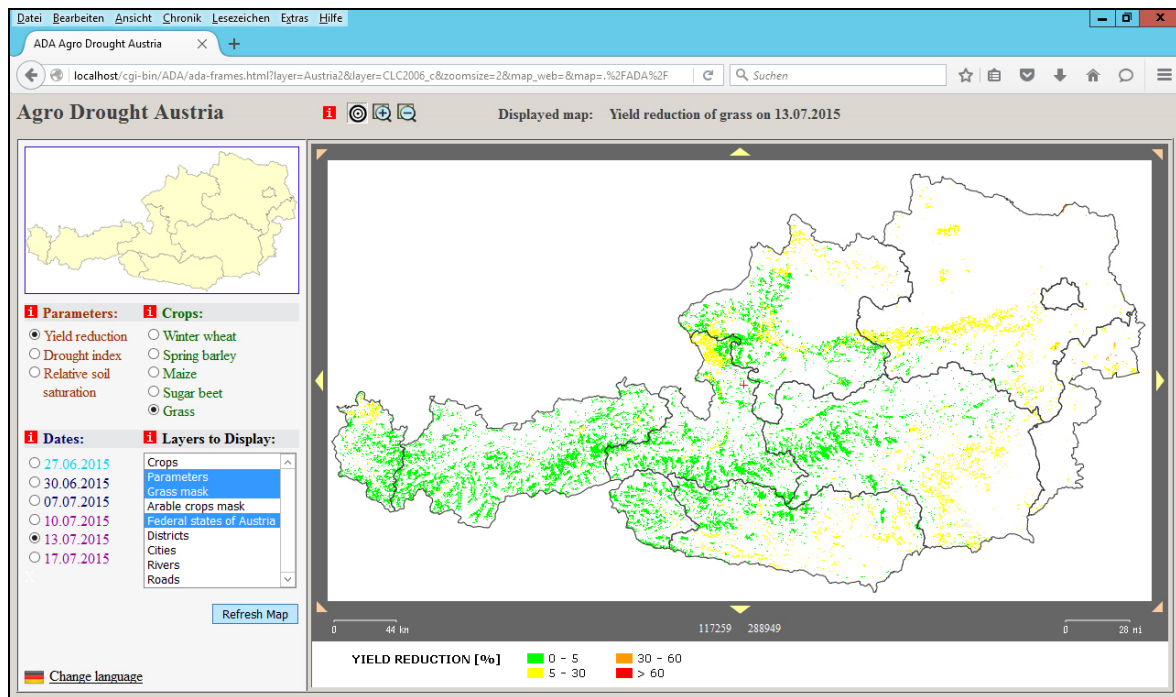 Datei Bearbeiten Ansicht Chronik Lesezeichen Extras Hilfe
ADA Agro Drought Austria
localhost/cgi-bin/ADA/ada-frames.html?layer=Austria2&layer=CLC2006_c&zoomsize=2&map_web=&map=.%2FADA%2F
Suchen
Agro Drought Austria
Displayed map: Yield reduction of grass on 13.07.2015
Parameters:
Yield reduction
Drought index
Relative soil
saturation
Crops:
Winter wheat
Spring barley
Maize
Sugar beet
Grass
Dates:
27.06.2015
30.06.2015
07.07.2015
10.07.2015
13.07.2015
17.07.2015
Layers to Display:
Crops
Parameters
Grass mask
Arable crops mask
Federal states of Austria
Districts
Cities
Rivers
Roads
Refresh Map
Change language
0 44 km
117259 288949
0 28 mi
YIELD REDUCTION [%]
0 - 5
5 - 30
30 - 60
> 60